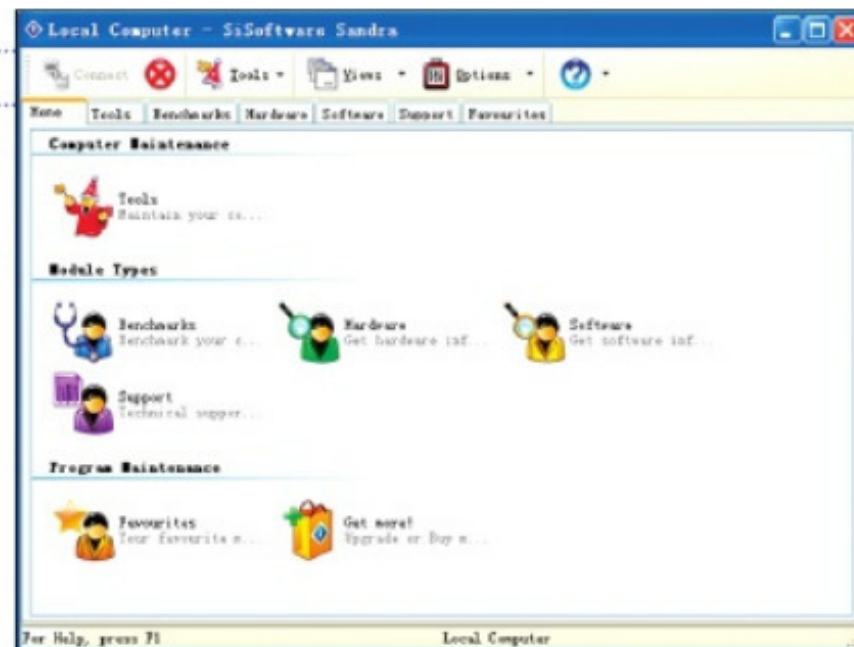 Local Computer - SiSoftware Sandra
Connect Tools Views Options
Home Tools Benchmarks Hardware Software Support Favourites
Computer Maintenance
Tools
Maintain your co...
Module Types
Benchmarks Hardware Software
Benchmark your c... Get hardware inf... Get software inf...
Support
Technical suppor...
Program Maintenance
Favourites Get more!
Your favourite m... Upgrade or Buy m...
For Help, press F1 Local Computer